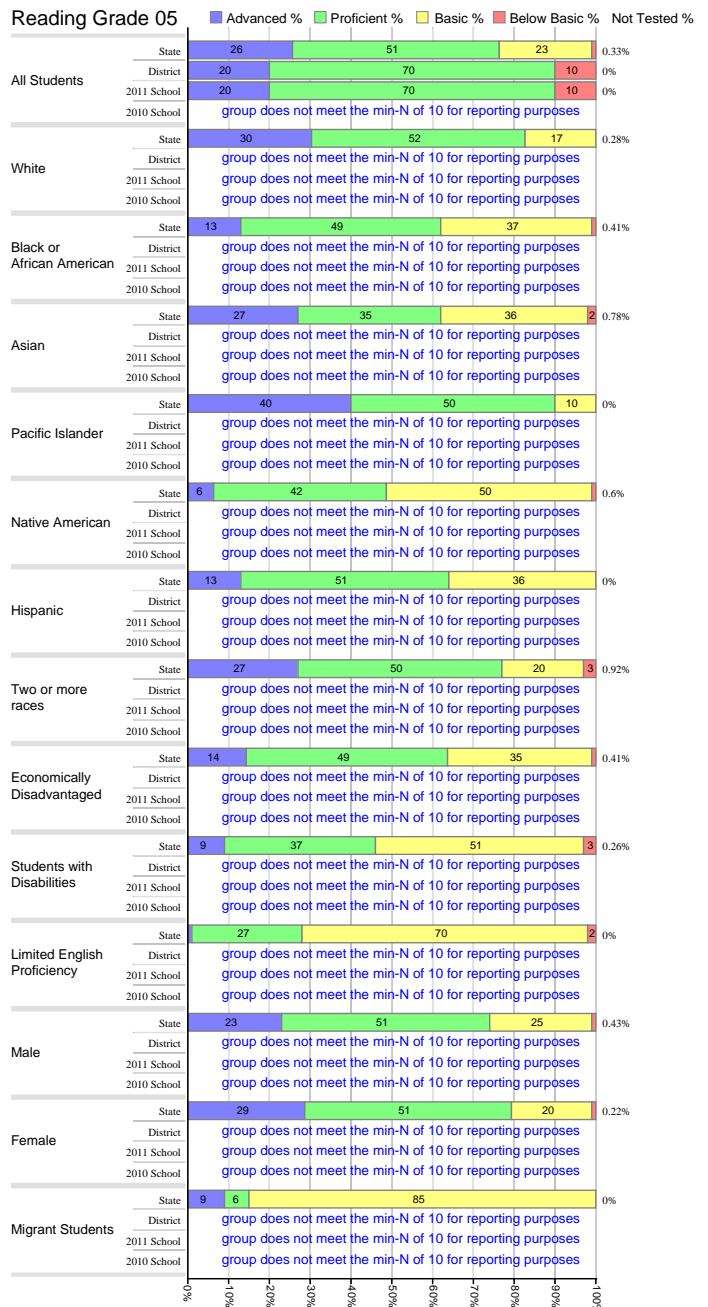 Reading Grade 05 Advanced % Proficient % Basic % Below Basic % Not Tested %
All Students
State 26 51 23 0.33%
District 20 70 10 0%
2011 School 20 70 10 0%
2010 School group does not meet the min-N of 10 for reporting purposes
White
State 30 52 17 0.28%
District group does not meet the min-N of 10 for reporting purposes
2011 School group does not meet the min-N of 10 for reporting purposes
2010 School group does not meet the min-N of 10 for reporting purposes
Black or
African American
State 13 49 37 0.41%
District group does not meet the min-N of 10 for reporting purposes
2011 School group does not meet the min-N of 10 for reporting purposes
2010 School group does not meet the min-N of 10 for reporting purposes
Asian
State 27 35 36 2 0.78%
District group does not meet the min-N of 10 for reporting purposes
2011 School group does not meet the min-N of 10 for reporting purposes
2010 School group does not meet the min-N of 10 for reporting purposes
Pacific Islander
State 40 50 10 0%
District group does not meet the min-N of 10 for reporting purposes
2011 School group does not meet the min-N of 10 for reporting purposes
2010 School group does not meet the min-N of 10 for reporting purposes
Native American
State 6 42 50 0.6%
District group does not meet the min-N of 10 for reporting purposes
2011 School group does not meet the min-N of 10 for reporting purposes
2010 School group does not meet the min-N of 10 for reporting purposes
Hispanic
State 13 51 36 0%
District group does not meet the min-N of 10 for reporting purposes
2011 School group does not meet the min-N of 10 for reporting purposes
2010 School group does not meet the min-N of 10 for reporting purposes
Two or more
races
State 27 50 20 3 0.92%
District group does not meet the min-N of 10 for reporting purposes
2011 School group does not meet the min-N of 10 for reporting purposes
2010 School group does not meet the min-N of 10 for reporting purposes
Economically
Disadvantaged
State 14 49 35 0.41%
District group does not meet the min-N of 10 for reporting purposes
2011 School group does not meet the min-N of 10 for reporting purposes
2010 School group does not meet the min-N of 10 for reporting purposes
Students with
Disabilities
State 9 37 51 3 0.26%
District group does not meet the min-N of 10 for reporting purposes
2011 School group does not meet the min-N of 10 for reporting purposes
2010 School group does not meet the min-N of 10 for reporting purposes
Limited English
Proficiency
State 27 70 2 0%
District group does not meet the min-N of 10 for reporting purposes
2011 School group does not meet the min-N of 10 for reporting purposes
2010 School group does not meet the min-N of 10 for reporting purposes
Male
State 23 51 25 0.43%
District group does not meet the min-N of 10 for reporting purposes
2011 School group does not meet the min-N of 10 for reporting purposes
2010 School group does not meet the min-N of 10 for reporting purposes
Female
State 29 51 20 0.22%
District group does not meet the min-N of 10 for reporting purposes
2011 School group does not meet the min-N of 10 for reporting purposes
2010 School group does not meet the min-N of 10 for reporting purposes
Migrant Students
State 9 6 85 0%
District group does not meet the min-N of 10 for reporting purposes
2011 School group does not meet the min-N of 10 for reporting purposes
2010 School group does not meet the min-N of 10 for reporting purposes
0% 10% 20% 30% 40% 50% 60% 70% 80% 90%